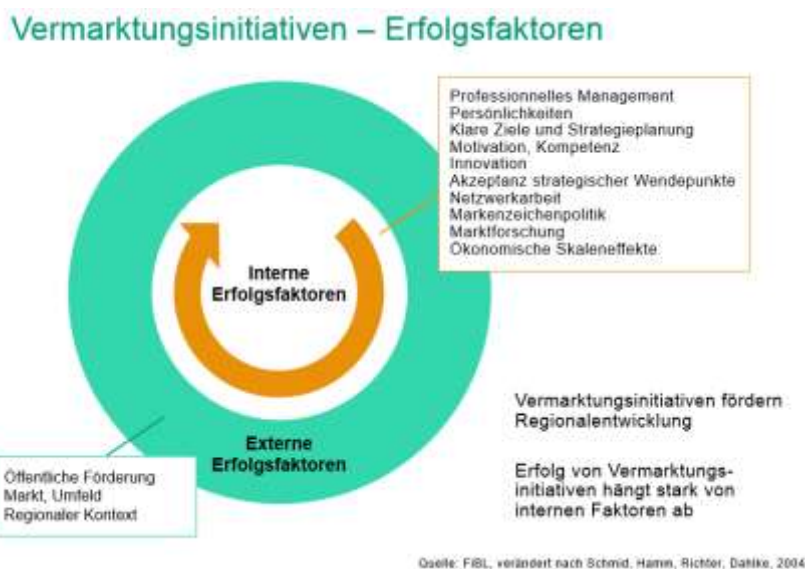 Vermarktungsinitiativen – Erfolgsfaktoren
Professionnelles Management
Persönlichkeiten
Klare Ziele und Strategieplanung
Motivation, Kompetenz
Innovation
Akzeptanz strategischer Wendepunkte
Netzwerkarbeit
Markenzeichenpolitik
Marktforschung
Ökonomische Skaleneffekte
Interne
Erfolgsfaktoren
Externe
Erfolgsfaktoren
Öffentliche Förderung
Markt, Umfeld
Regionaler Kontext
Vermarktungsinitiativen fördern
Regionalentwicklung
Erfolg von Vermarktungs-
initiativen hängt stark von
internen Faktoren ab
Quelle: FiBL, verändert nach Schmid, Hamm, Richter, Dahlke, 2004